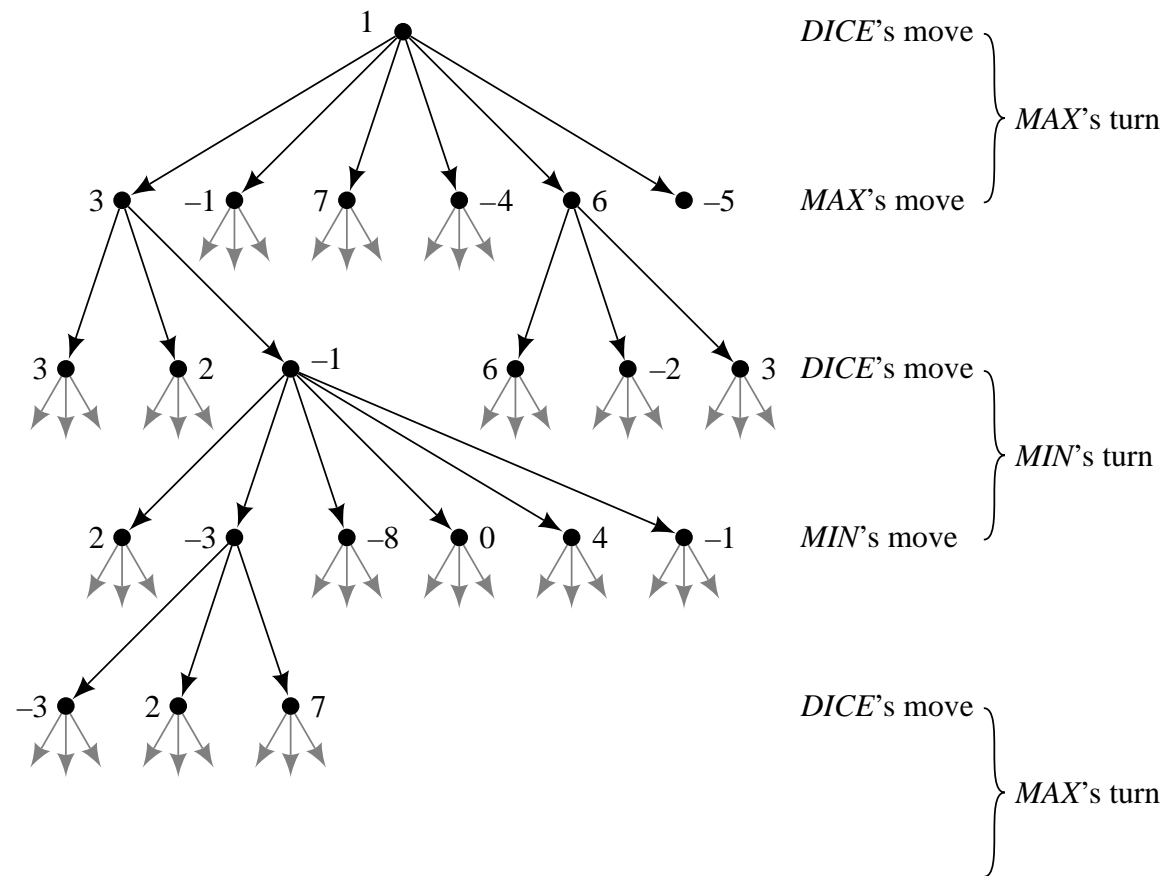 1 DICE's move
MAX's turn
3 –1 7 –4 6 –5 MAX's move
3 2 –1 6 –2 3 DICE's move
MIN's turn
2 –3 –8 0 4 –1 MIN's move
–3 2 7 DICE's move
MAX's turn